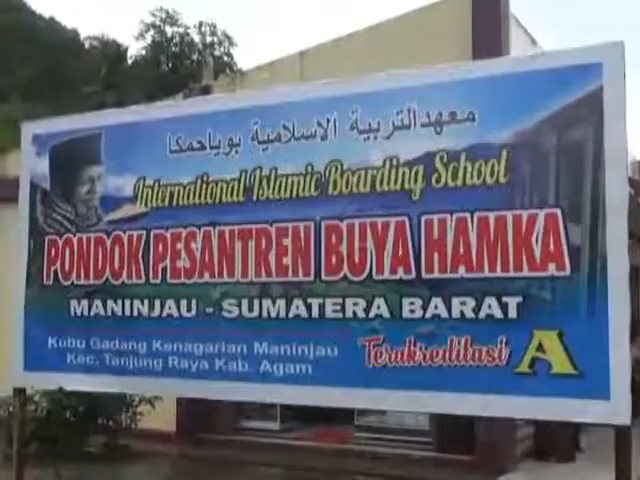 معهدالتربية الاسلامية بوياحمكا
International Islamic Boarding School
PONDOK PESANTREN BUYA HAMKA
MANINJAU - SUMATERA BARAT
Kubu Gadang Kenagarian Maninjau
Kec. Tanjung Raya Kab. Agam
Terakreditasi A